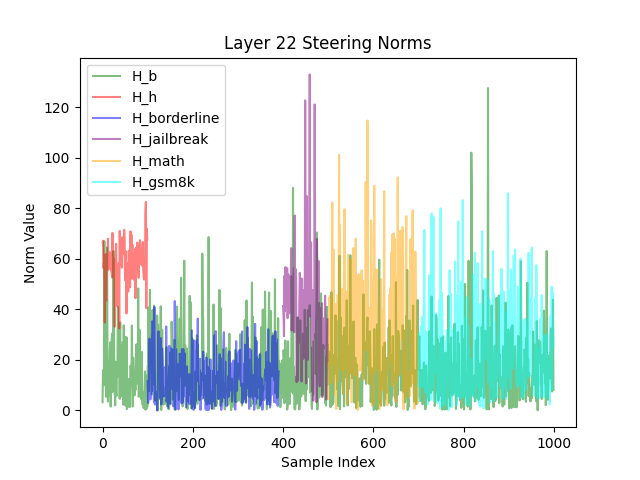 Layer 22 Steering Norms
H_b
H_h
H_borderline
H_jailbreak
H_math
H_gsm8k
Norm Value
120
100
80
60
40
20
0
0
200
400
600
800
1000
Sample Index